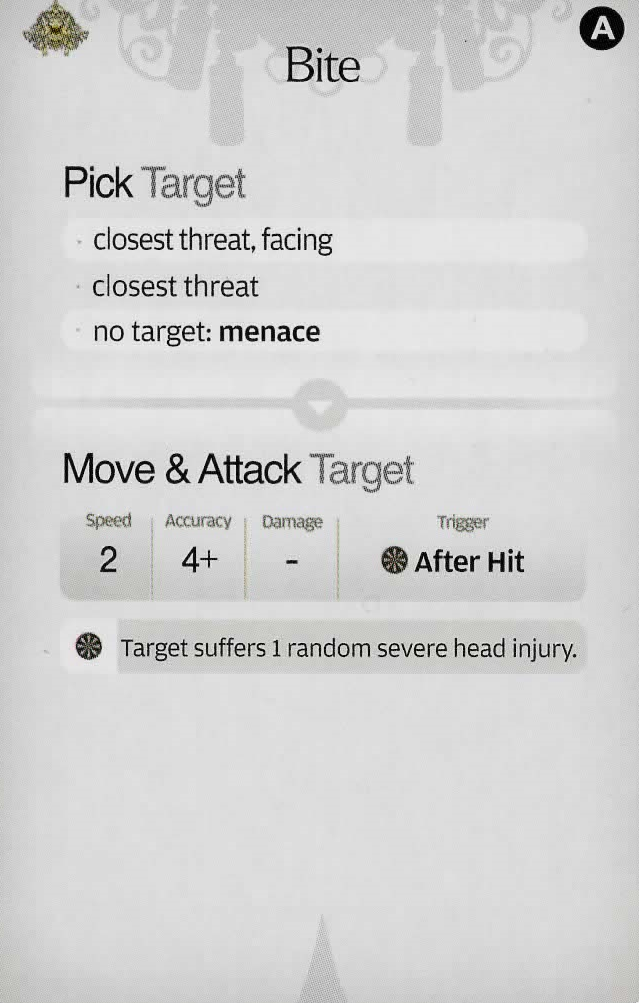 A
Bite
Pick Target
· closest threat, facing
· closest threat
· no target: menace
Move & Attack Target
Speed Accuracy Damage Trigger
2 4+ - After Hit
Target suffers 1 random severe head injury.